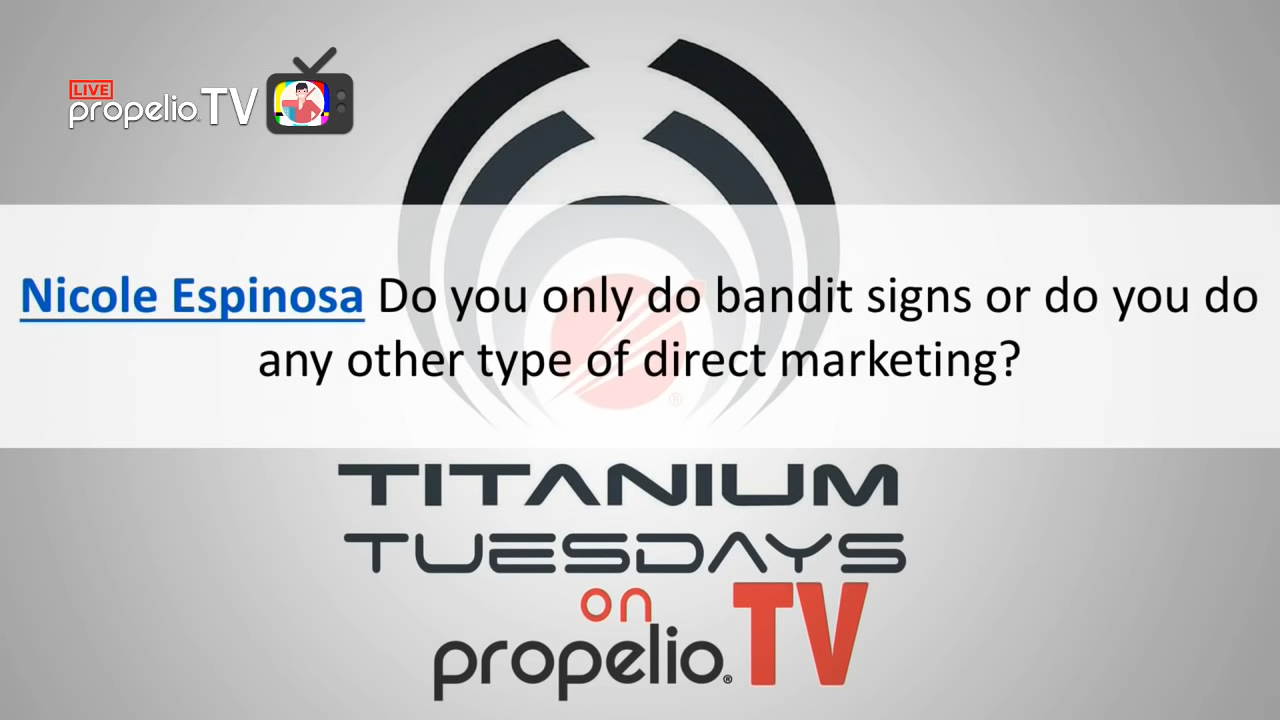 LIVE
propelio.TV
Nicole Espinosa Do you only do bandit signs or do you do
any other type of direct marketing?
®
TITANIUM
TUESDAYS
on
propelio.® TV